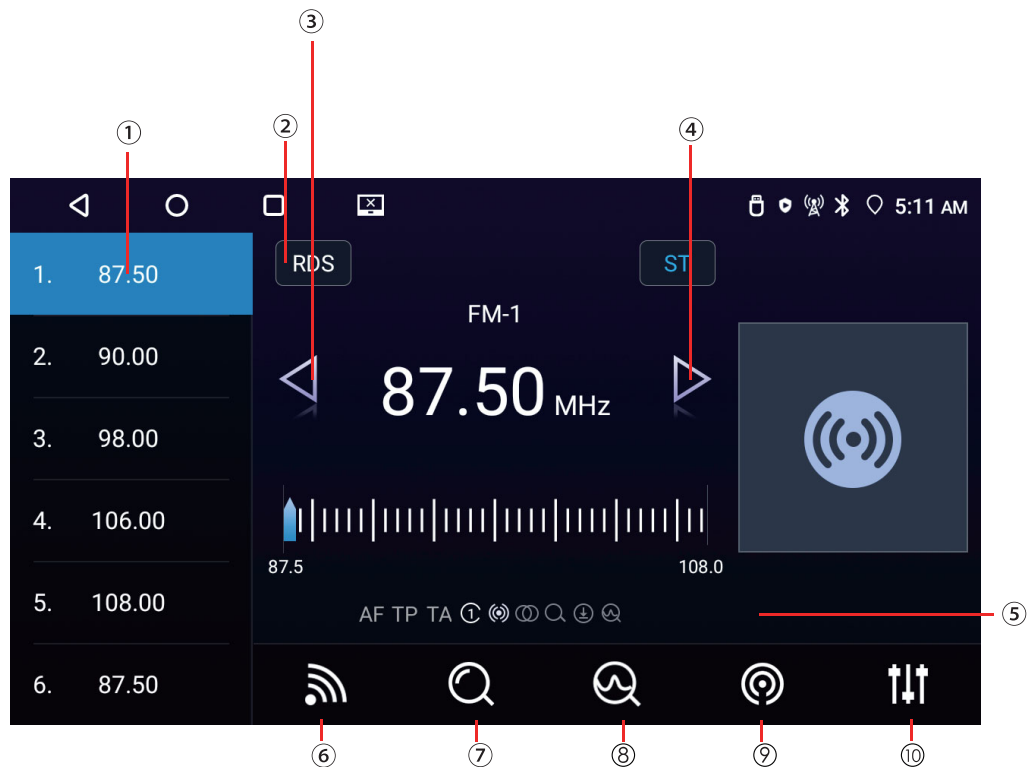 ③
① ② ④
5:11 AM
1. 87.50
2. 90.00
3. 98.00
4. 106.00
5. 108.00
6. 87.50
RDS ST
FM-1
87.50 MHz
87.5 108.0
AF TP TA ①
⑤
⑥ ⑦ ⑧ ⑨ ⑩